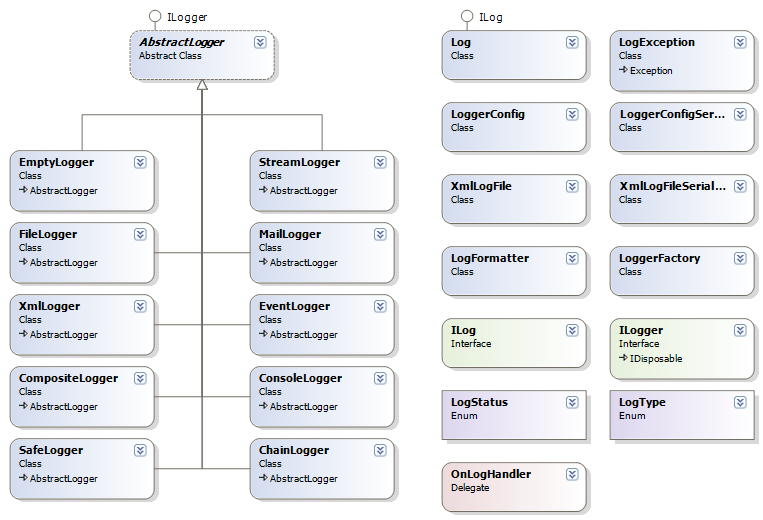 ILogger
AbstractLogger
Abstract Class
EmptyLogger
Class
AbstractLogger
StreamLogger
Class
AbstractLogger
FileLogger
Class
AbstractLogger
MailLogger
Class
AbstractLogger
XmlLogger
Class
AbstractLogger
EventLogger
Class
AbstractLogger
CompositeLogger
Class
AbstractLogger
ConsoleLogger
Class
AbstractLogger
SafeLogger
Class
AbstractLogger
ChainLogger
Class
AbstractLogger
ILog
Log
Class
LogException
Class
Exception
LoggerConfig
Class
LoggerConfigSer...
Class
XmlLogFile
Class
XmlLogFileSerial...
Class
LogFormatter
Class
LoggerFactory
Class
ILog
Interface
ILogger
Interface
IDisposable
LogStatus
Enum
LogType
Enum
OnLogHandler
Delegate